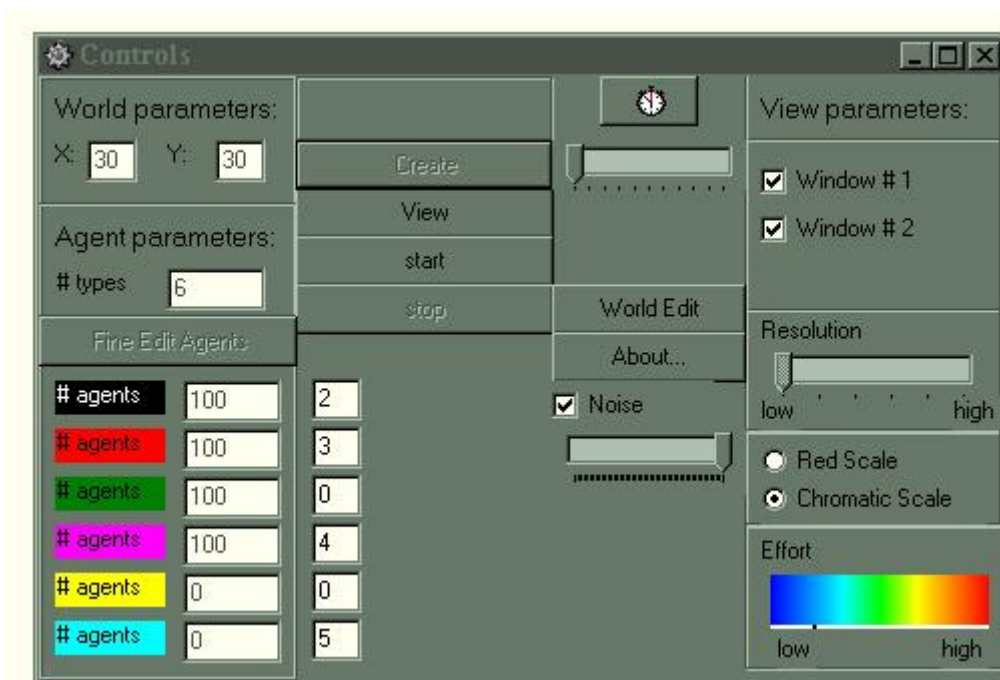 Controls
World parameters:
X: 30 Y: 30
Agent parameters:
# types 6
Fine Edit Agents
# agents 100 2
# agents 100 3
# agents 100 0
# agents 100 4
# agents 0 0
# agents 0 5
Create
View
start
stop
World Edit
About...
Noise
View parameters:
Window # 1
Window # 2
Resolution
low high
Red Scale
Chromatic Scale
Effort
low high